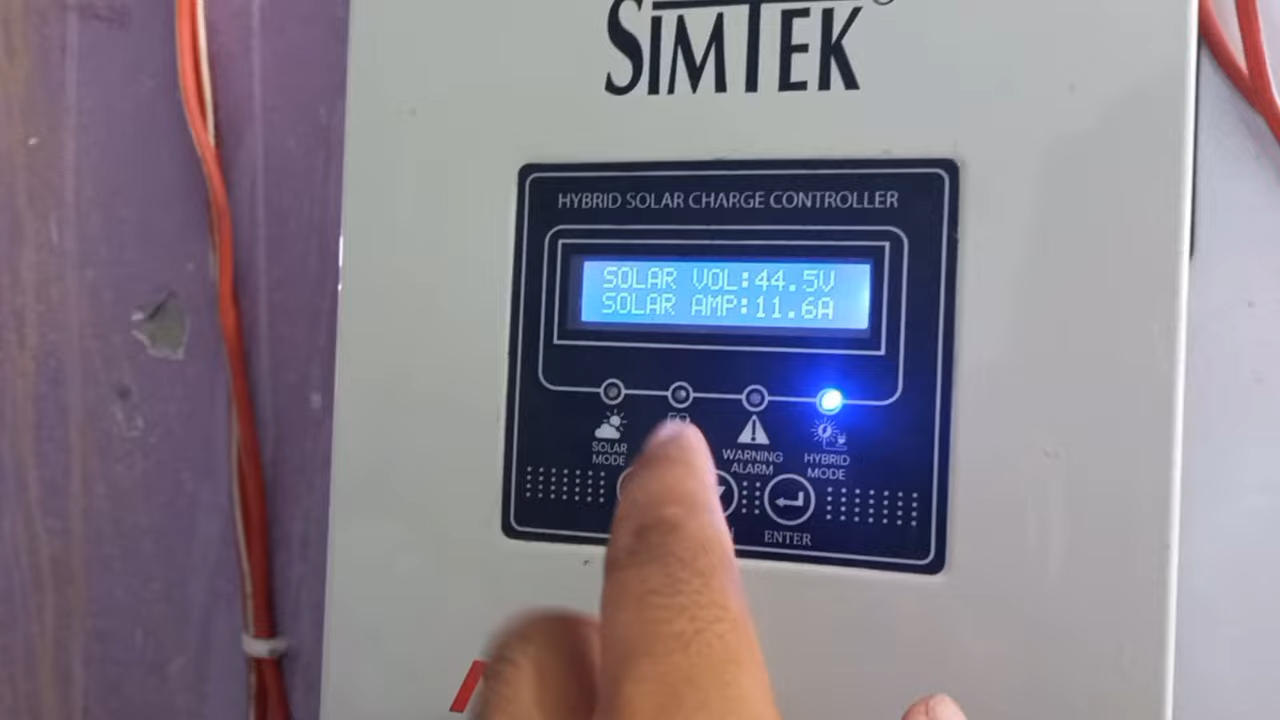 SIMTEK®
HYBRID SOLAR CHARGE CONTROLLER
SOLAR VOL:44.5V
SOLAR AMP:11.6A
SOLAR
MODE
WARNING
ALARM
HYBRID
MODE
ENTER